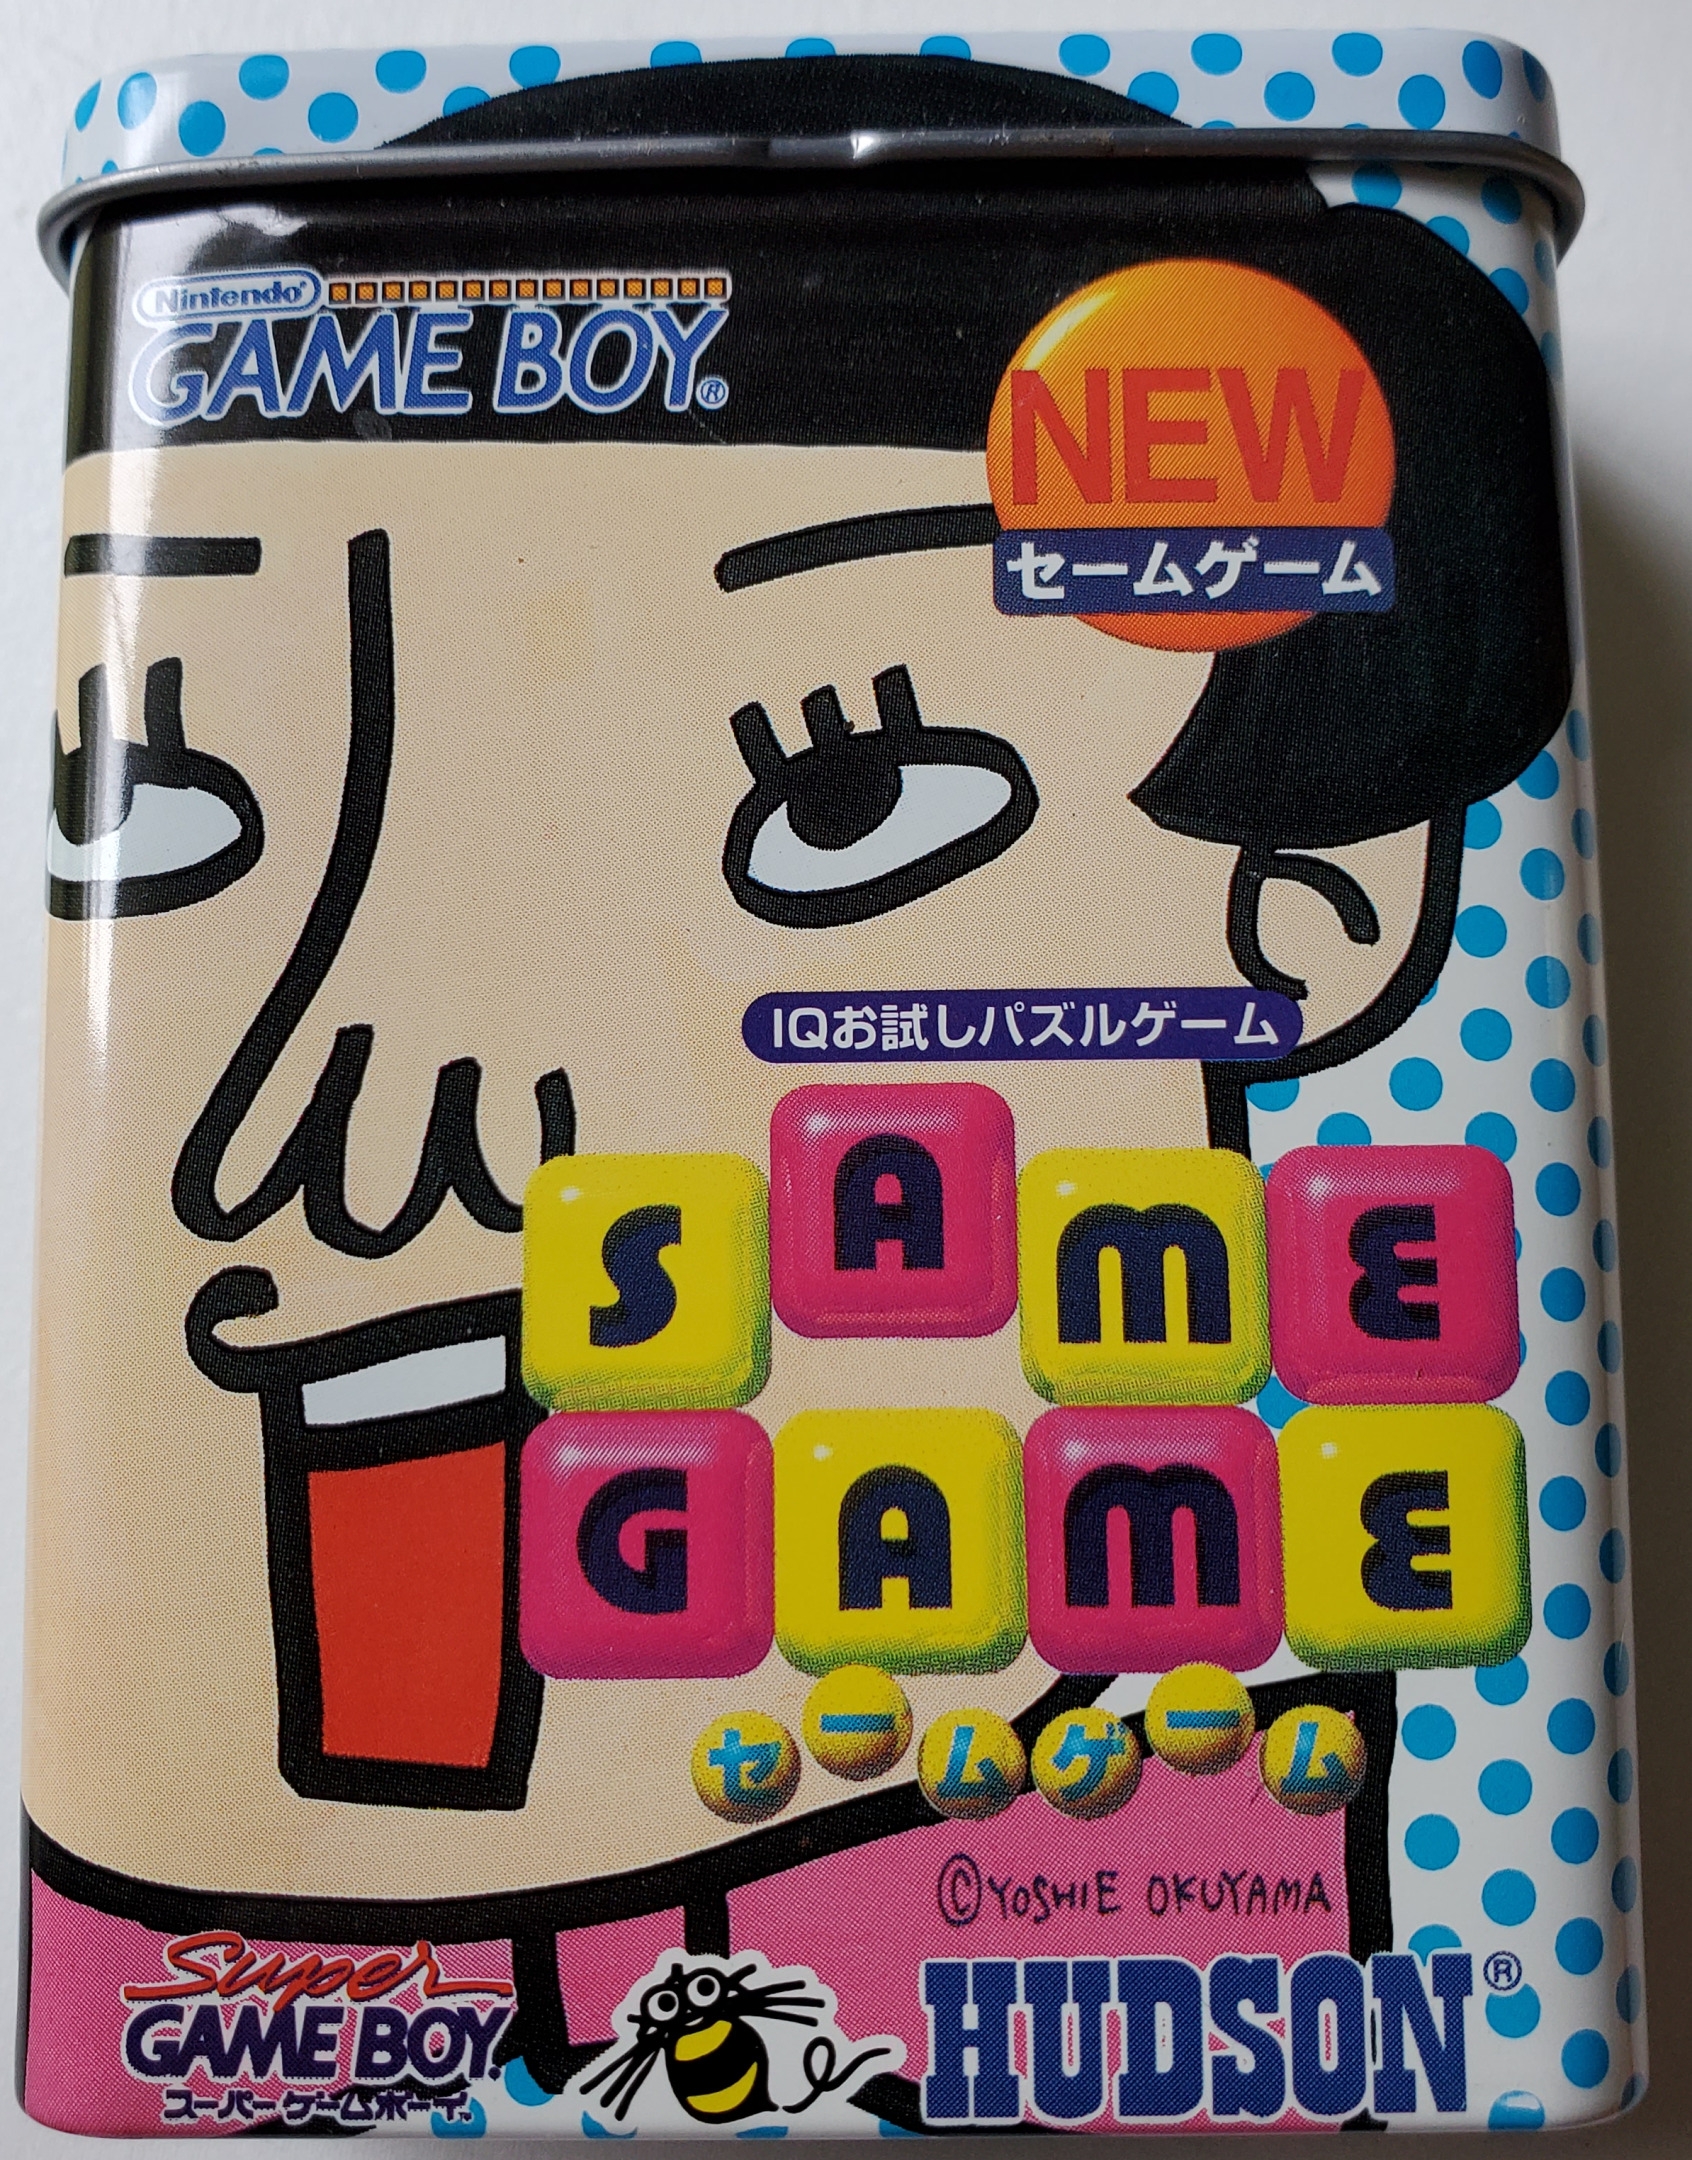 Nintendo®
GAME BOY®
NEW
セームゲーム
IQお試しパズルゲーム
SAME
GAME
セームゲーム
©YOSHIE OKUYAMA
Super
GAME BOY.
スーパーゲームボーイ™
HUDSON®